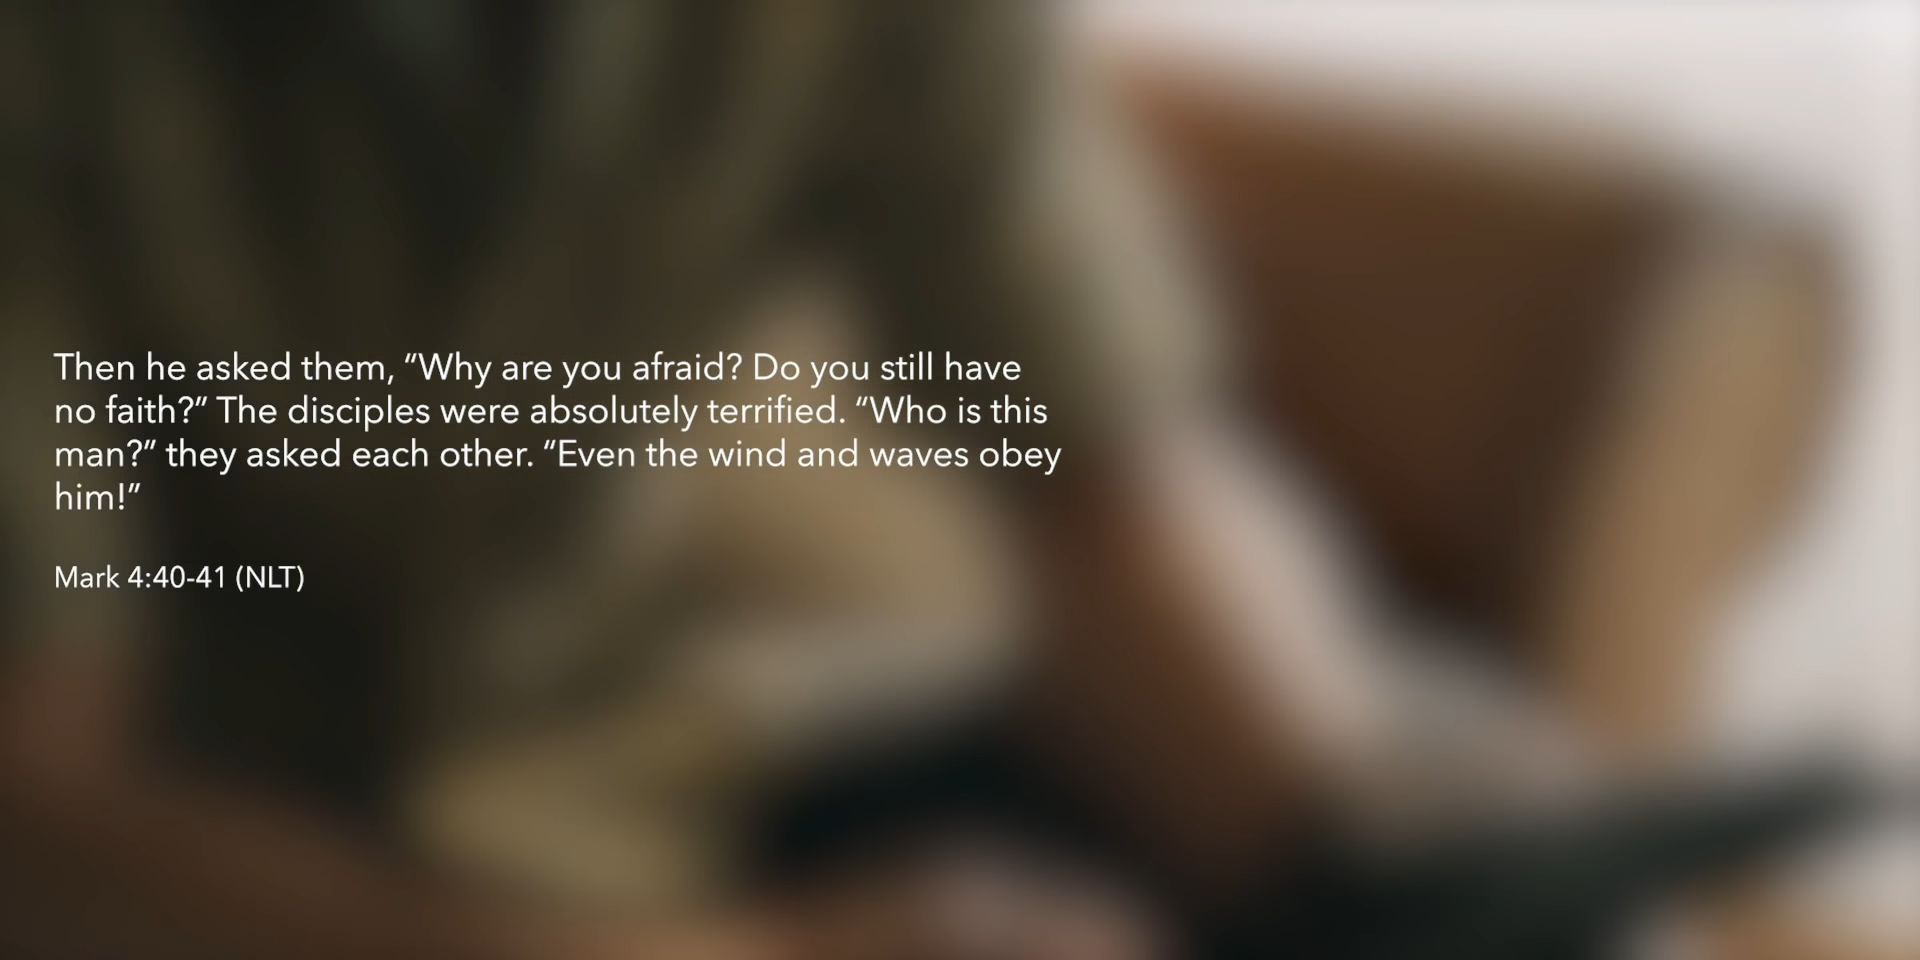 Then he asked them, “Why are you afraid? Do you still have
no faith?” The disciples were absolutely terrified. “Who is this
man?” they asked each other. “Even the wind and waves obey
him!”
Mark 4:40-41 (NLT)